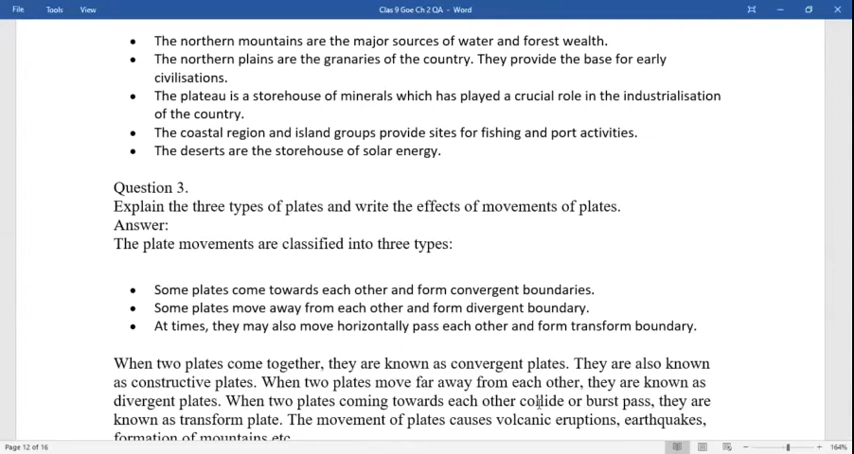 File Tools View Clas 9 Goe Ch 2 QA - Word
• The northern mountains are the major sources of water and forest wealth.
• The northern plains are the granaries of the country. They provide the base for early
civilisations.
• The plateau is a storehouse of minerals which has played a crucial role in the industrialisation
of the country.
• The coastal region and island groups provide sites for fishing and port activities.
• The deserts are the storehouse of solar energy.
Question 3.
Explain the three types of plates and write the effects of movements of plates.
Answer:
The plate movements are classified into three types:
• Some plates come towards each other and form convergent boundaries.
• Some plates move away from each other and form divergent boundary.
• At times, they may also move horizontally pass each other and form transform boundary.
When two plates come together, they are known as convergent plates. They are also known
as constructive plates. When two plates move far away from each other, they are known as
divergent plates. When two plates coming towards each other collide or burst pass, they are
known as transform plate. The movement of plates causes volcanic eruptions, earthquakes,
formation of mountains etc
Page 12 of 16 164%